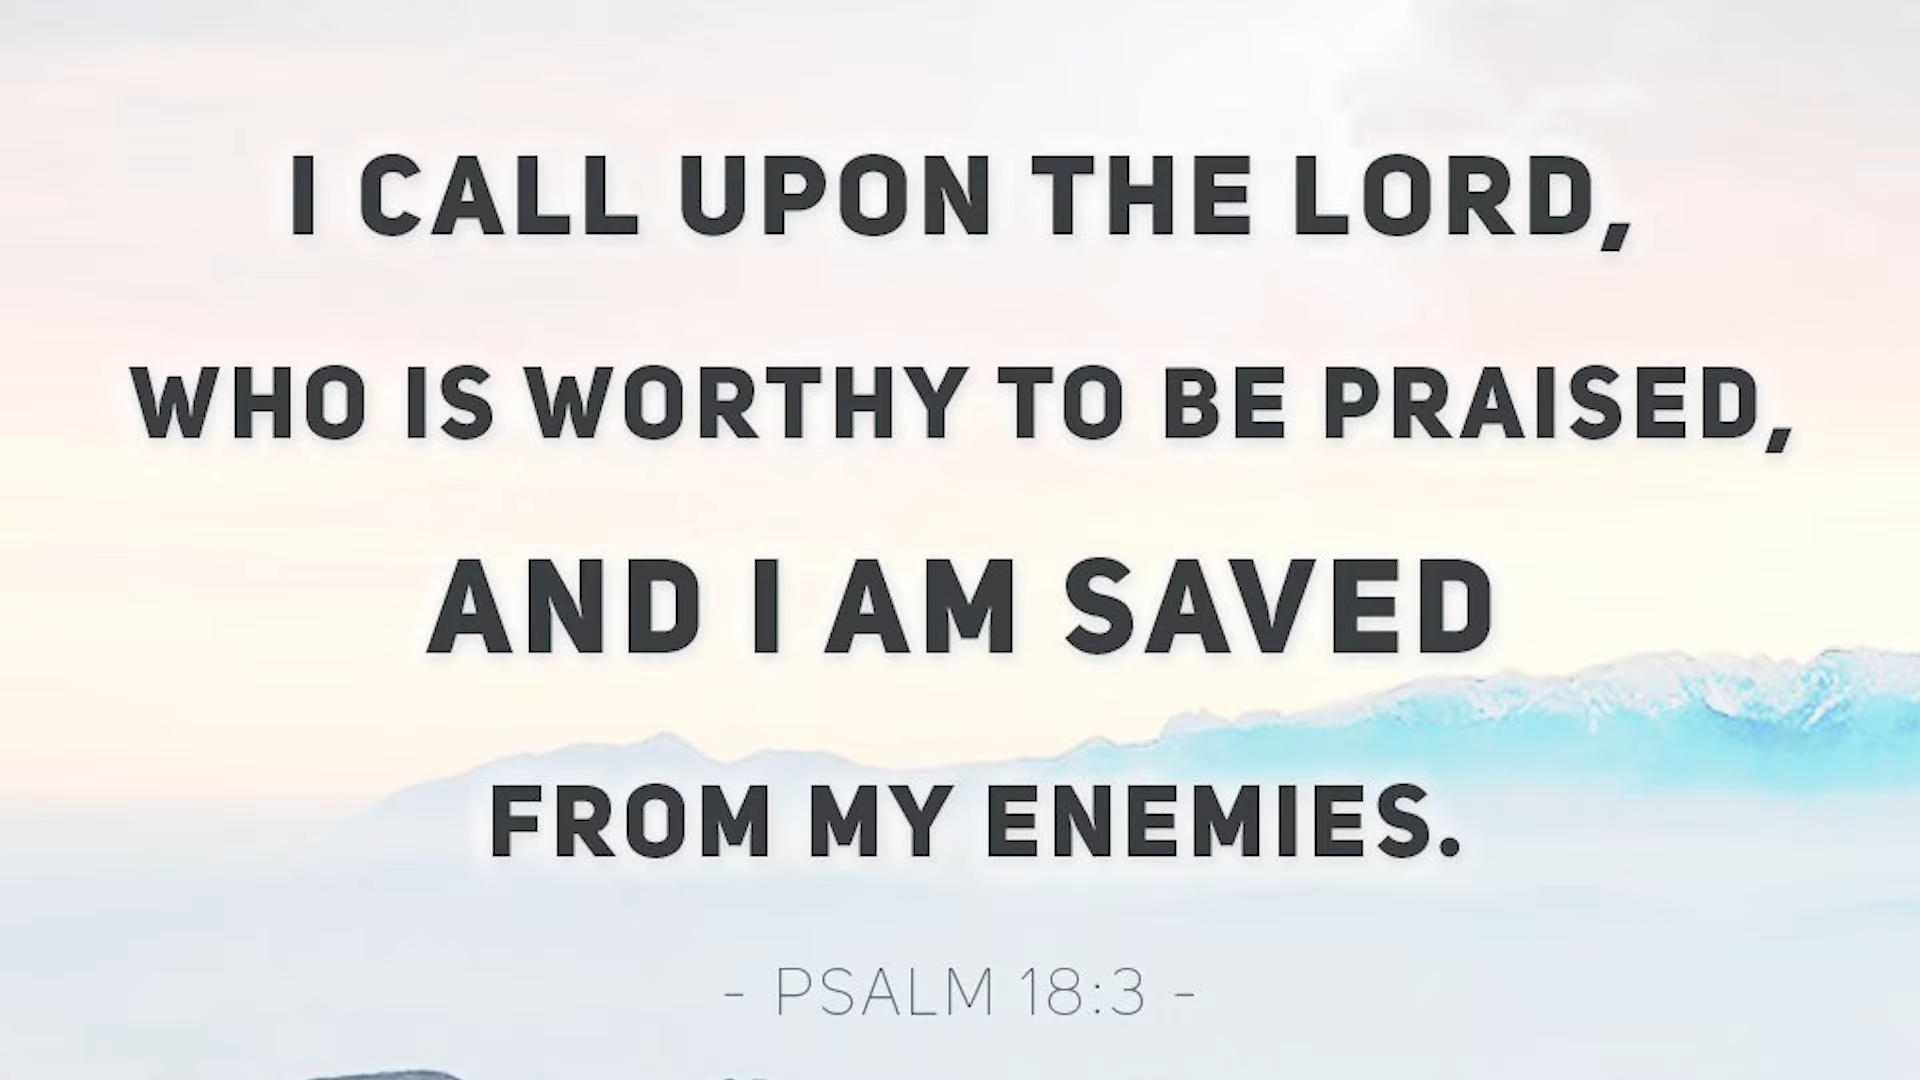 I CALL UPON THE LORD,
WHO IS WORTHY TO BE PRAISED,
AND I AM SAVED
FROM MY ENEMIES.
- PSALM 18:3 -